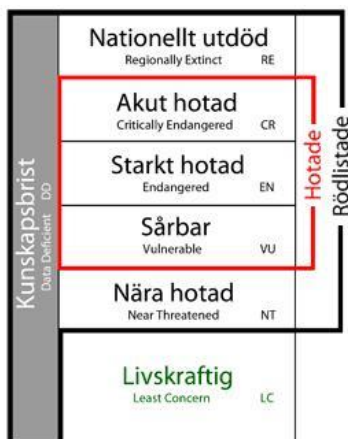 Nationellt utdöd
Regionally Extinct RE
Akut hotad
Critically Endangered CR
Starkt hotad
Endangered EN
Sårbar
Vulnerable VU
Nära hotad
Near Threatened NT
Livskraftig
Least Concern LC
Kunskapsbrist
Data Deficient DD
Hotade
Rödlistade